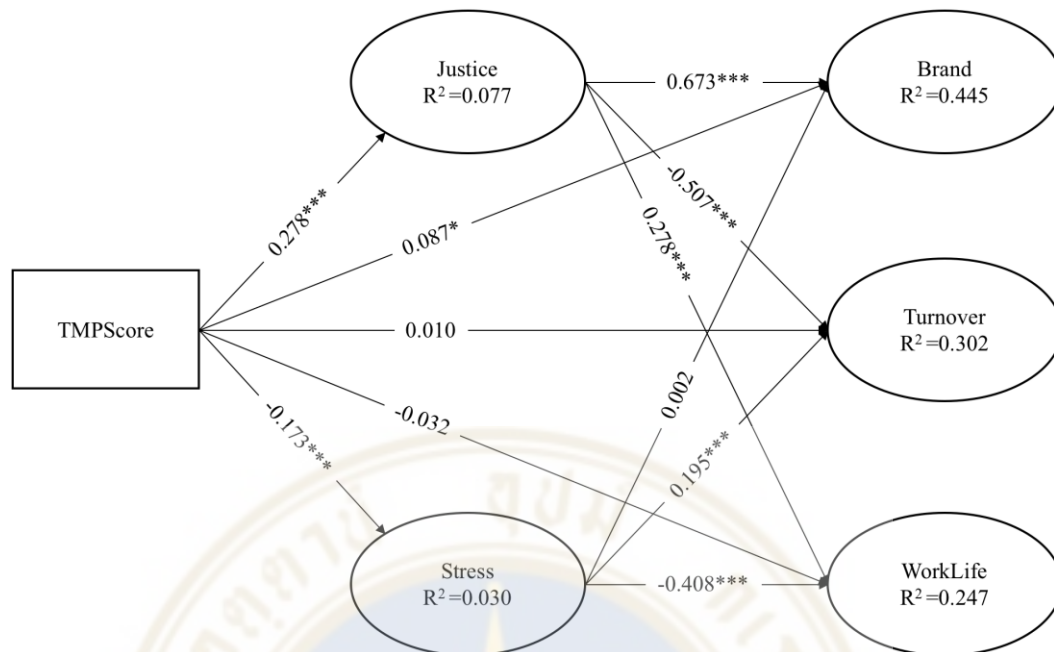 Justice
R²=0.077
Brand
R²=0.445
0.673***
-0.507***
0.278***
0.278***
0.087*
TMPScore
0.010
Turnover
R²=0.302
0.002
-0.032
-0.173***
0.195***
Stress
R²=0.030
-0.408***
WorkLife
R²=0.247